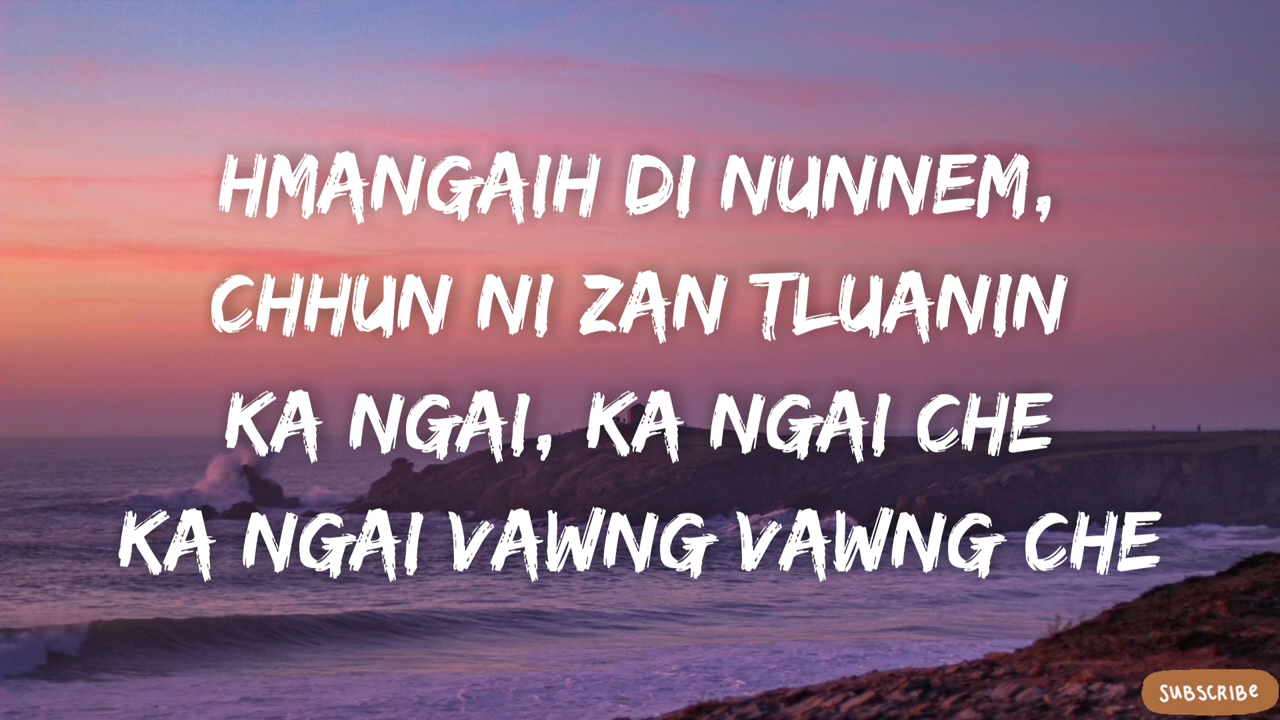 HMANGAIH DI NUNNEM,
CHHUN NI ZAN TLUANIN
KA NGAI, KA NGAI CHE
KA NGAI VAWNG VAWNG CHE
SUBSCRIBE